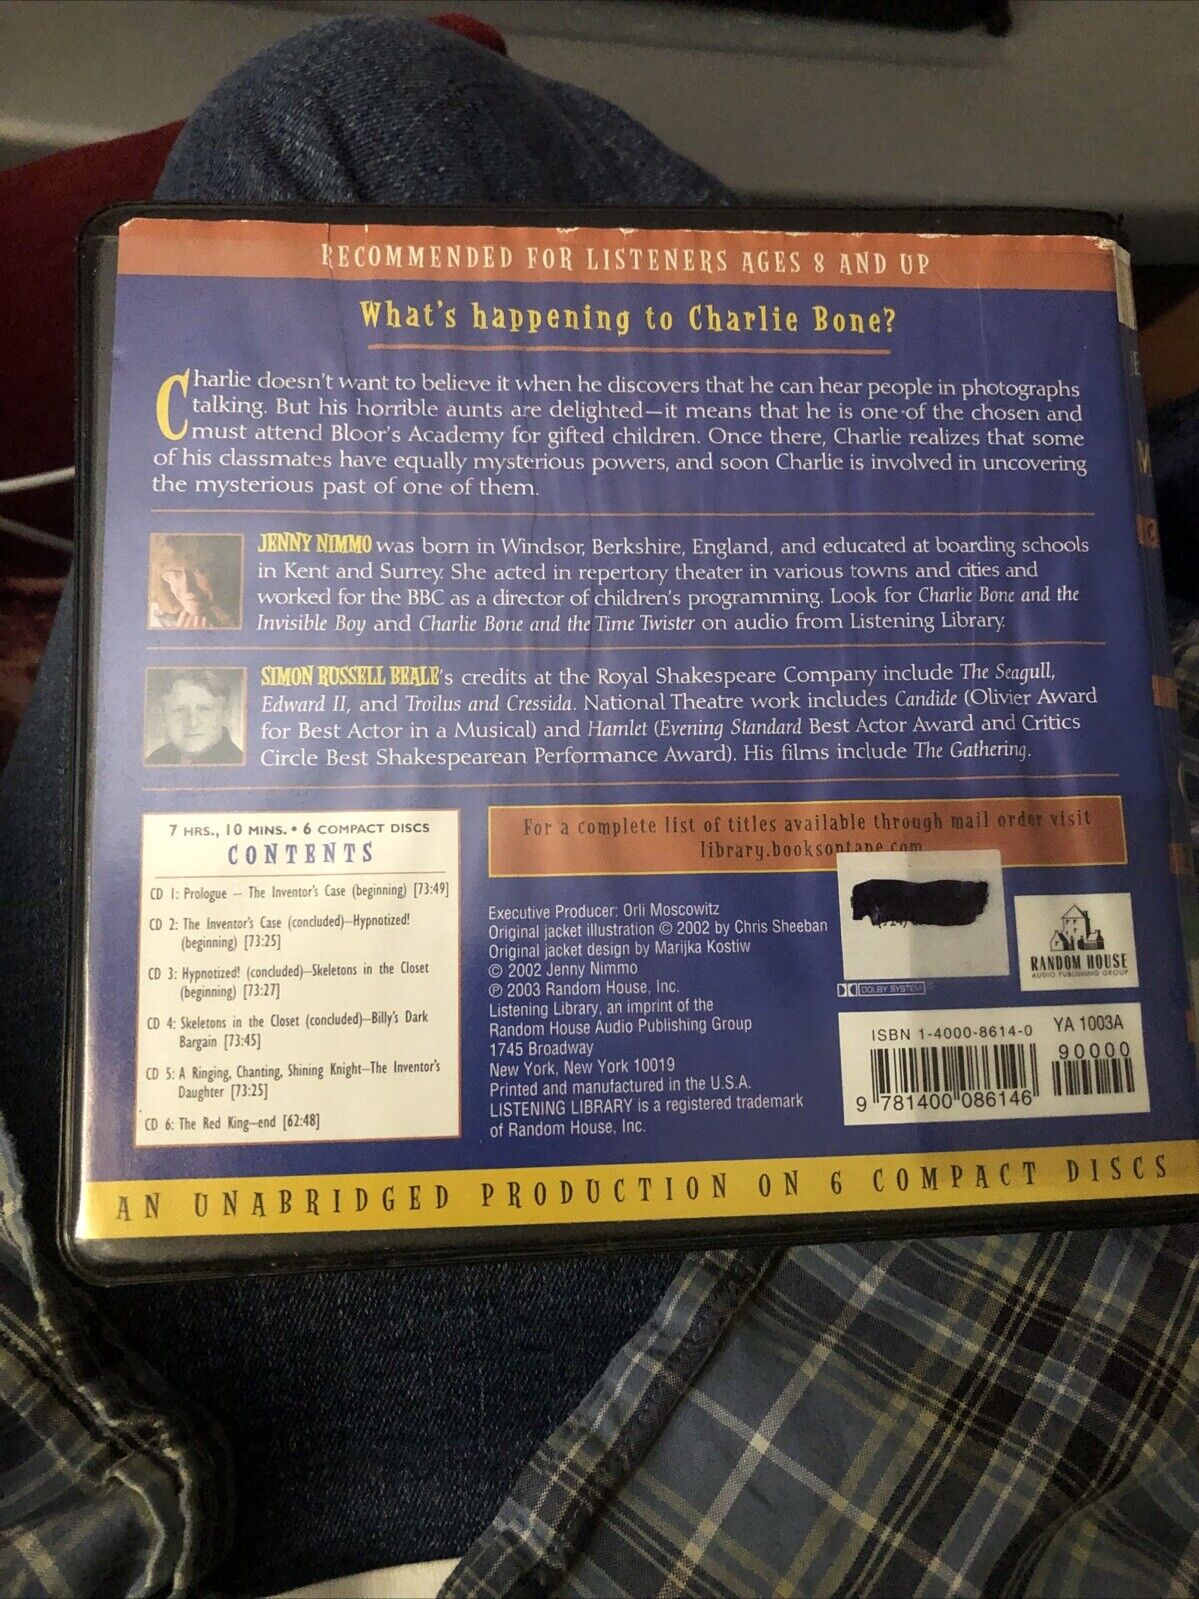 RECOMMENDED FOR LISTENERS AGES 8 AND UP
What's happening to Charlie Bone?
Charlie doesn't want to believe it when he discovers that he can hear people in photographs
talking. But his horrible aunts are delighted—it means that he is one of the chosen and
must attend Bloor's Academy for gifted children. Once there, Charlie realizes that some
of his classmates have equally mysterious powers, and soon Charlie is involved in uncovering
the mysterious past of one of them.
JENNY NIMMO was born in Windsor, Berkshire, England, and educated at boarding schools
in Kent and Surrey. She acted in repertory theater in various towns and cities and
worked for the BBC as a director of children's programming. Look for Charlie Bone and the
Invisible Boy and Charlie Bone and the Time Twister on audio from Listening Library.
SIMON RUSSELL BEALE's credits at the Royal Shakespeare Company include The Seagull,
Edward II, and Troilus and Cressida. National Theatre work includes Candide (Olivier Award
for Best Actor in a Musical) and Hamlet (Evening Standard Best Actor Award and Critics
Circle Best Shakespearean Performance Award). His films include The Gathering.
7 HRS., 10 MINS. • 6 COMPACT DISCS
CONTENTS
CD 1: Prologue – The Inventor's Case (beginning) [73:49]
CD 2: The Inventor's Case (concluded)–Hypnotized!
(beginning) [73:25]
CD 3: Hypnotized! (concluded)–Skeletons in the Closet
(beginning) [73:27]
CD 4: Skeletons in the Closet (concluded)–Billy's Dark
Bargain [73:45]
CD 5: A Ringing, Chanting, Shining Knight–The Inventor's
Daughter [73:25]
CD 6: The Red King–end [62:48]
For a complete list of titles available through mail order visit
library.booksontape.com
Executive Producer: Orli Moscowitz
Original jacket illustration © 2002 by Chris Sheeban
Original jacket design by Marijka Kostiw
© 2002 Jenny Nimmo
℗ 2003 Random House, Inc.
Listening Library, an imprint of the
Random House Audio Publishing Group
1745 Broadway
New York, New York 10019
Printed and manufactured in the U.S.A.
LISTENING LIBRARY is a registered trademark
of Random House, Inc.
DOLBY SYSTEM
RANDOM HOUSE
AUDIO PUBLISHING GROUP
ISBN 1-4000-8614-0 YA 1003A
90000
9 781400 086146
AN UNABRIDGED PRODUCTION ON 6 COMPACT DISCS